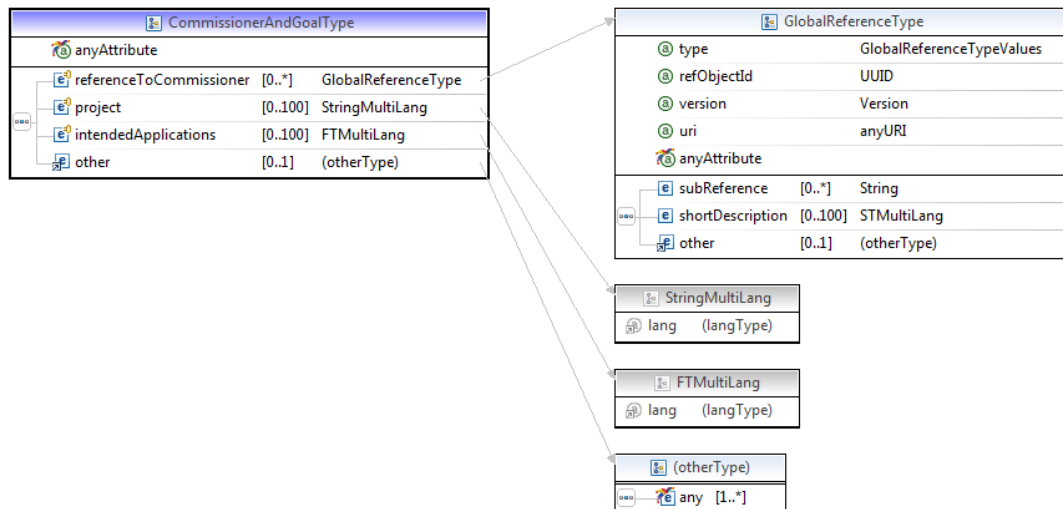 CommissionerAndGoalType
anyAttribute
referenceToCommissioner [0..*] GlobalReferenceType
project [0..100] StringMultiLang
intendedApplications [0..100] FTMultiLang
other [0..1] (otherType)
GlobalReferenceType
type GlobalReferenceTypeValues
refObjectId UUID
version Version
uri anyURI
anyAttribute
subReference [0..*] String
shortDescription [0..100] STMultiLang
other [0..1] (otherType)
StringMultiLang
lang (langType)
FTMultiLang
lang (langType)
(otherType)
any [1..*]